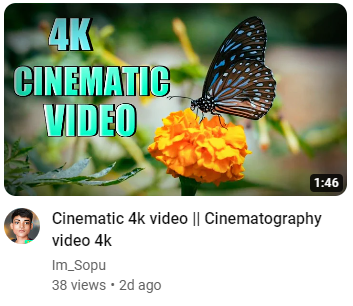 4K
CINEMATIC
VIDEO
1:46
Cinematic 4k video || Cinematography
video 4k
Im_Sopu
38 views • 2d ago